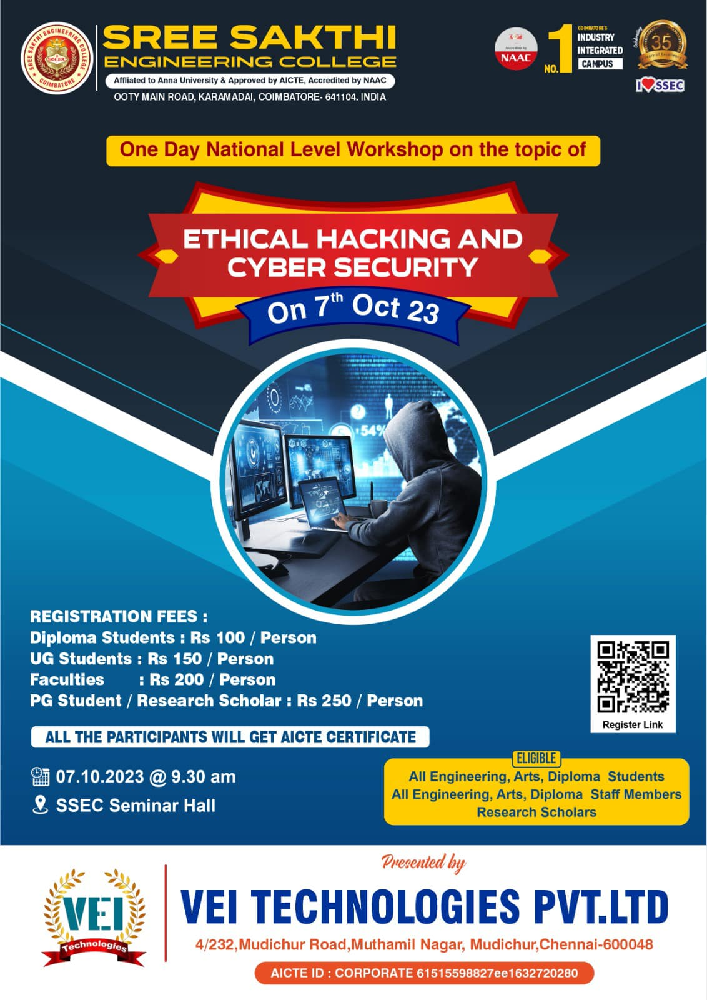 SREE SAKTHI ENGINEERING COLLEGE
COIMBATORE
SSEC
SREE SAKTHI
ENGINEERING COLLEGE
Affliated to Anna University & Approved by AICTE, Accredited by NAAC
OOTY MAIN ROAD, KARAMADAI, COIMBATORE- 641104. INDIA
Accredited by
NAAC
NO.1
COIMBATORE'S
INDUSTRY
INTEGRATED
CAMPUS
Celebrating
35
Years of Excellence
I ❤ SSEC
One Day National Level Workshop on the topic of
ETHICAL HACKING AND
CYBER SECURITY
On 7th Oct 23
54%
REGISTRATION FEES :
Diploma Students : Rs 100 / Person
UG Students : Rs 150 / Person
Faculties : Rs 200 / Person
PG Student / Research Scholar : Rs 250 / Person
Register Link
ALL THE PARTICIPANTS WILL GET AICTE CERTIFICATE
07.10.2023 @ 9.30 am
SSEC Seminar Hall
ELIGIBLE
All Engineering, Arts, Diploma Students
All Engineering, Arts, Diploma Staff Members
Research Scholars
Presented by
VEI
Technologies
VEI TECHNOLOGIES PVT.LTD
4/232,Mudichur Road,Muthamil Nagar, Mudichur,Chennai-600048
AICTE ID : CORPORATE 61515598827ee1632720280